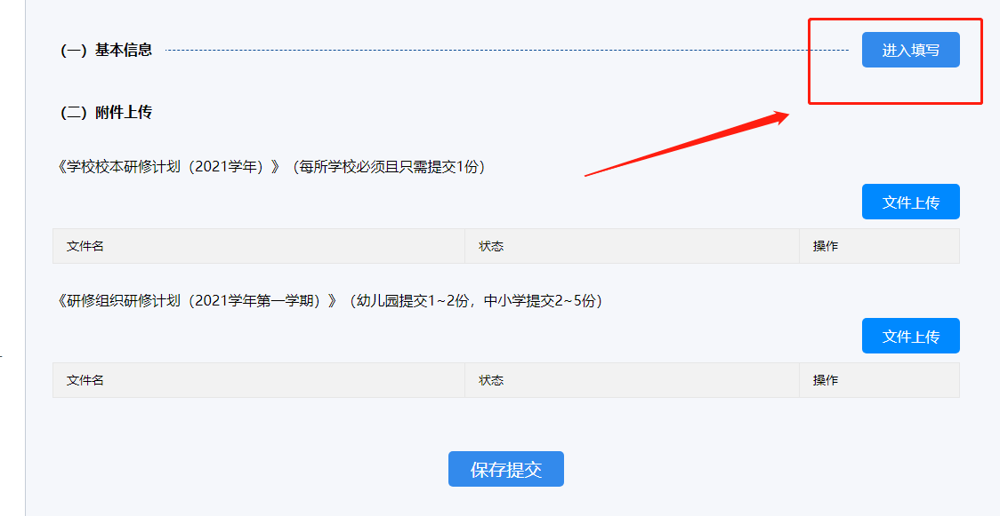 （一）基本信息 进入填写
（二）附件上传
《学校校本研修计划（2021学年）》（每所学校必须且只需提交1份）
文件上传
文件名 状态 操作
《研修组织研修计划（2021学年第一学期）》（幼儿园提交1~2份，中小学提交2~5份）
文件上传
文件名 状态 操作
保存提交